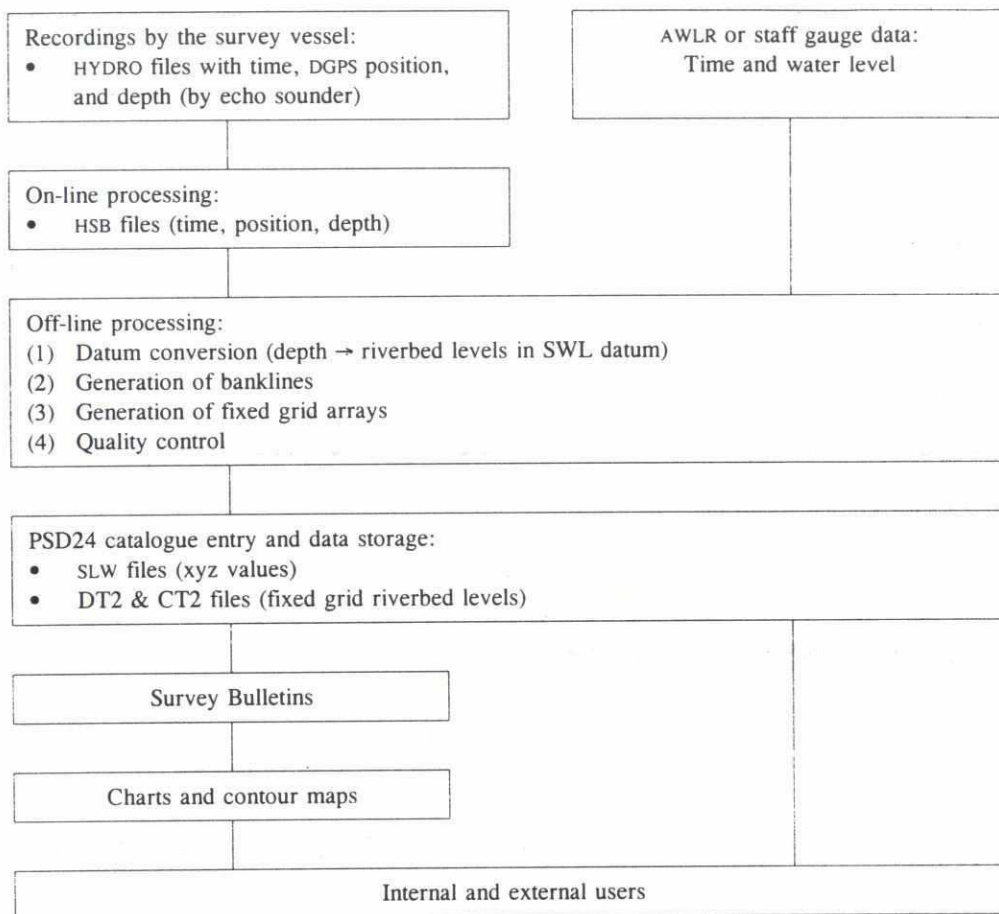 Recordings by the survey vessel:
• HYDRO files with time, DGPS position,
and depth (by echo sounder)
AWLR or staff gauge data:
Time and water level
On-line processing:
• HSB files (time, position, depth)
Off-line processing:
(1) Datum conversion (depth → riverbed levels in SWL datum)
(2) Generation of banklines
(3) Generation of fixed grid arrays
(4) Quality control
PSD24 catalogue entry and data storage:
• SLW files (xyz values)
• DT2 & CT2 files (fixed grid riverbed levels)
Survey Bulletins
Charts and contour maps
Internal and external users